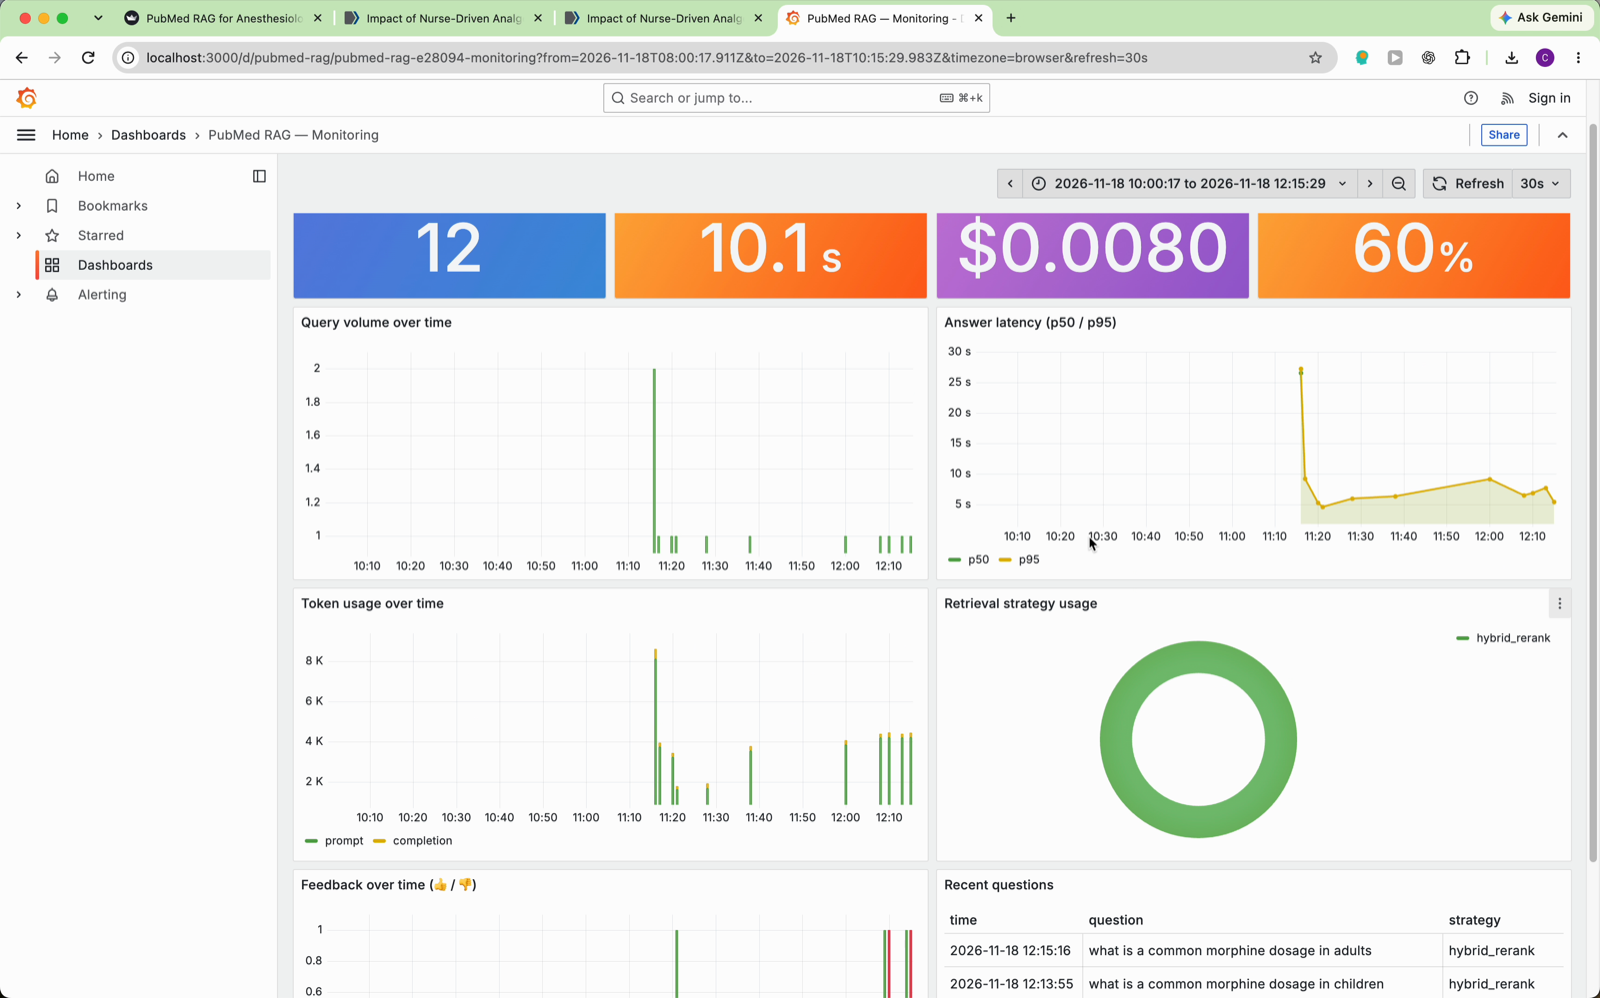 PubMed RAG for Anesthesiolo
Impact of Nurse-Driven Analg
Impact of Nurse-Driven Analg
PubMed RAG — Monitoring -
Ask Gemini
localhost:3000/d/pubmed-rag/pubmed-rag-e28094-monitoring?from=2026-11-18T08:00:17.911Z&to=2026-11-18T10:15:29.983Z&timezone=browser&refresh=30s
C
Search or jump to...
⌘+k
Sign in
Home › Dashboards › PubMed RAG — Monitoring
Share
Home
Bookmarks
Starred
Dashboards
Alerting
2026-11-18 10:00:17 to 2026-11-18 12:15:29
Refresh
30s
12
10.1 s
$0.0080
60%
Query volume over time
2
1.8
1.6
1.4
1.2
1
10:10 10:20 10:30 10:40 10:50 11:00 11:10 11:20 11:30 11:40 11:50 12:00 12:10
Answer latency (p50 / p95)
30 s
25 s
20 s
15 s
10 s
5 s
10:10 10:20 10:30 10:40 10:50 11:00 11:10 11:20 11:30 11:40 11:50 12:00 12:10
p50 p95
Token usage over time
8 K
6 K
4 K
2 K
10:10 10:20 10:30 10:40 10:50 11:00 11:10 11:20 11:30 11:40 11:50 12:00 12:10
prompt completion
Retrieval strategy usage
hybrid_rerank
Feedback over time (👍 / 👎)
1
0.8
0.6
Recent questions
time question strategy
2026-11-18 12:15:16 what is a common morphine dosage in adults hybrid_rerank
2026-11-18 12:13:55 what is a common morphine dosage in children hybrid_rerank